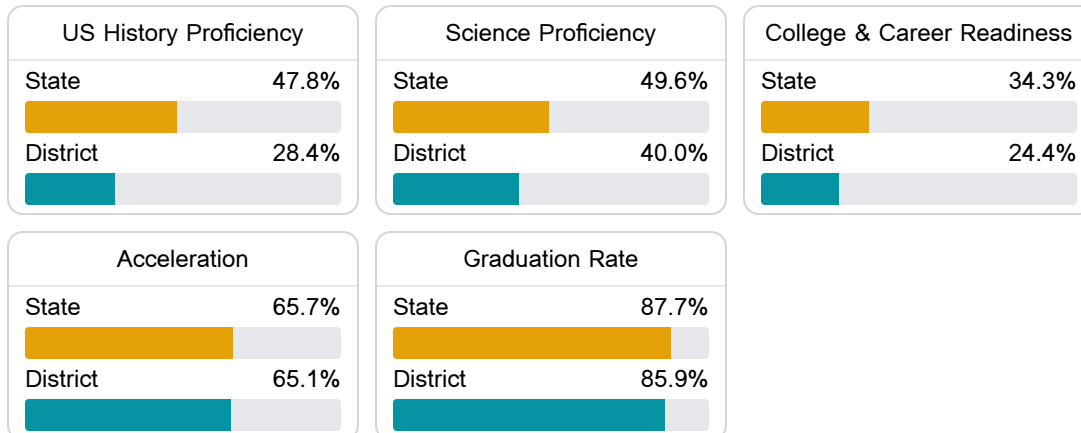 US History Proficiency
State 47.8%
District 28.4%
Science Proficiency
State 49.6%
District 40.0%
College & Career Readiness
State 34.3%
District 24.4%
Acceleration
State 65.7%
District 65.1%
Graduation Rate
State 87.7%
District 85.9%